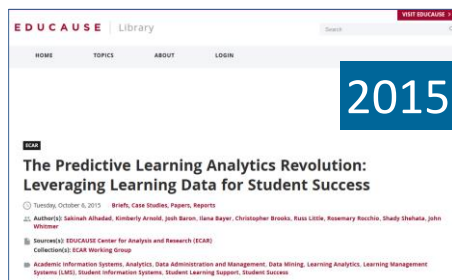 VISIT EDUCAUSE >
EDUCAUSE | Library
Search
HOME TOPICS ABOUT LOGIN
2015
ECAR
The Predictive Learning Analytics Revolution:
Leveraging Learning Data for Student Success
Tuesday, October 6, 2015 Briefs, Case Studies, Papers, Reports
Author(s): Sakinah Alhadad, Kimberly Arnold, Josh Baron, Ilana Bayer, Christopher Brooks, Russ Little, Rosemary Rocchio, Shady Shehata, John
Whitmer
Source(s): EDUCAUSE Center for Analysis and Research (ECAR)
Collection(s): ECAR Working Group
Academic Information Systems, Analytics, Data Administration and Management, Data Mining, Learning Analytics, Learning Management
Systems (LMS), Student Information Systems, Student Learning Support, Student Success